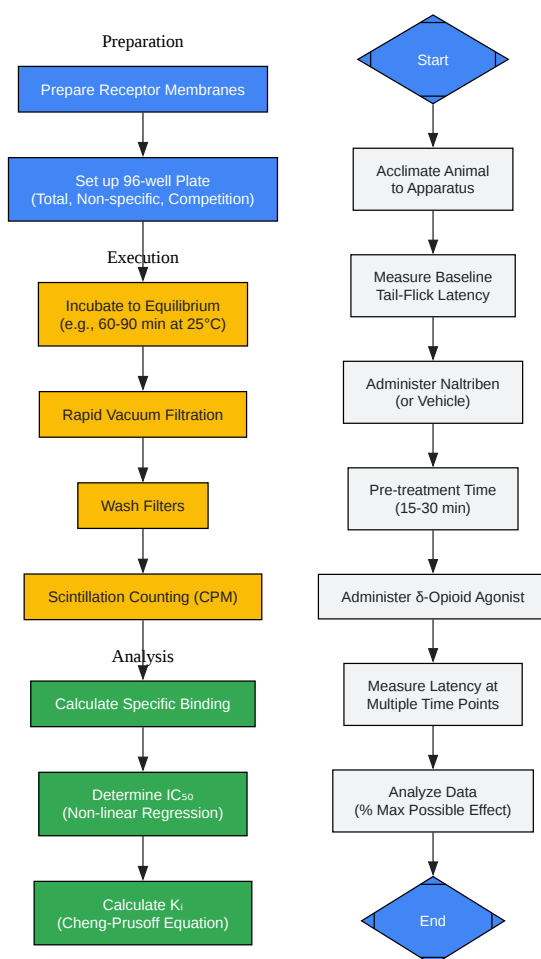 Preparation
Prepare Receptor Membranes
Set up 96-well Plate
(Total, Non-specific, Competition)
Execution
Incubate to Equilibrium
(e.g., 60-90 min at 25°C)
Rapid Vacuum Filtration
Wash Filters
Scintillation Counting (CPM)
Analysis
Calculate Specific Binding
Determine IC₅₀
(Non-linear Regression)
Calculate Kᵢ
(Cheng-Prusoff Equation)
Start
Acclimate Animal
to Apparatus
Measure Baseline
Tail-Flick Latency
Administer Naltriben
(or Vehicle)
Pre-treatment Time
(15-30 min)
Administer δ-Opioid Agonist
Measure Latency at
Multiple Time Points
Analyze Data
(% Max Possible Effect)
End